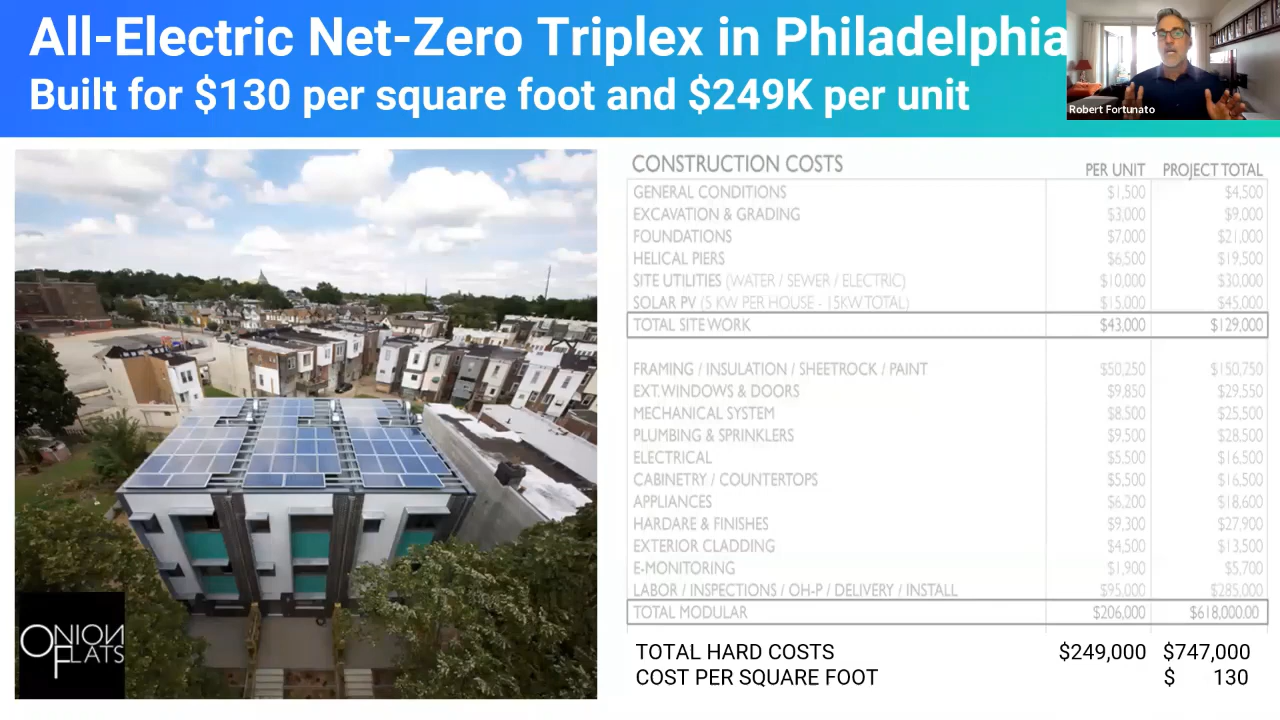 All-Electric Net-Zero Triplex in Philadelphia
Built for $130 per square foot and $249K per unit
Robert Fortunato
CONSTRUCTION COSTS PER UNIT PROJECT TOTAL
GENERAL CONDITIONS $1,500 $4,500
EXCAVATION & GRADING $3,000 $9,000
FOUNDATIONS $7,000 $21,000
HELICAL PIERS $6,500 $19,500
SITE UTILITIES (WATER / SEWER / ELECTRIC) $10,000 $30,000
SOLAR PV (5 KW PER HOUSE - 15KW TOTAL) $15,000 $45,000
TOTAL SITE WORK $43,000 $129,000
FRAMING / INSULATION / SHEETROCK / PAINT $50,250 $150,750
EXT. WINDOWS & DOORS $9,850 $29,550
MECHANICAL SYSTEM $8,500 $25,500
PLUMBING & SPRINKLERS $9,500 $28,500
ELECTRICAL $5,500 $16,500
CABINETRY / COUNTERTOPS $5,500 $16,500
APPLIANCES $6,200 $18,600
HARDARE & FINISHES $9,300 $27,900
EXTERIOR CLADDING $4,500 $13,500
E-MONITORING $1,900 $5,700
LABOR / INSPECTIONS / OH-P / DELIVERY / INSTALL $95,000 $285,000
TOTAL MODULAR $206,000 $618,000.00
TOTAL HARD COSTS $249,000 $747,000
COST PER SQUARE FOOT $ 130
ONION
FLATS